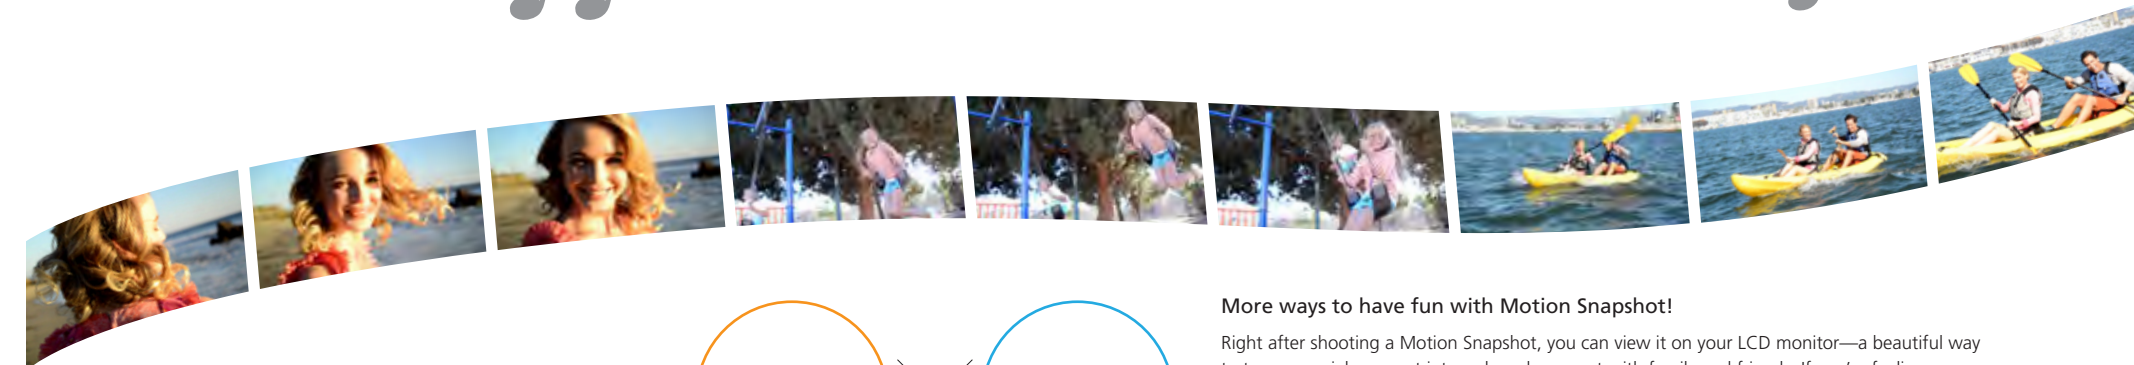 More ways to have fun with Motion Snapshot!
Right after shooting a Motion Snapshot, you can view it on your LCD monitor—a beautiful way